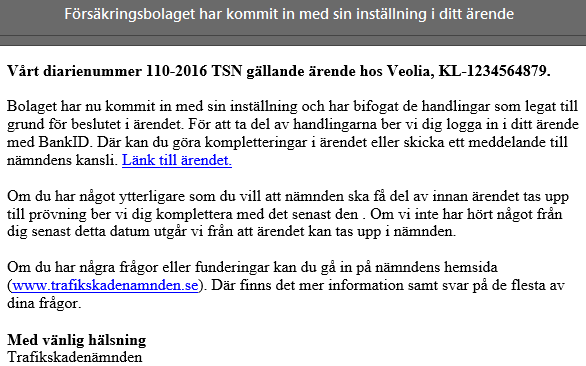 Försäkringsbolaget har kommit in med sin inställning i ditt ärende
Vårt diarienummer 110-2016 TSN gällande ärende hos Veolia, KL-1234564879.
Bolaget har nu kommit in med sin inställning och har bifogat de handlingar som legat till
grund för beslutet i ärendet. För att ta del av handlingarna ber vi dig logga in i ditt ärende
med BankID. Där kan du göra kompletteringar i ärendet eller skicka ett meddelande till
nämndens kansli. Länk till ärendet.
Om du har något ytterligare som du vill att nämnden ska få del av innan ärendet tas upp
till prövning ber vi dig komplettera med det senast den . Om vi inte har hört något från
dig senast detta datum utgår vi från att ärendet kan tas upp i nämnden.
Om du har några frågor eller funderingar kan du gå in på nämndens hemsida
(www.trafikskadenamnden.se). Där finns det mer information samt svar på de flesta av
dina frågor.
Med vänlig hälsning
Trafikskadenämnden